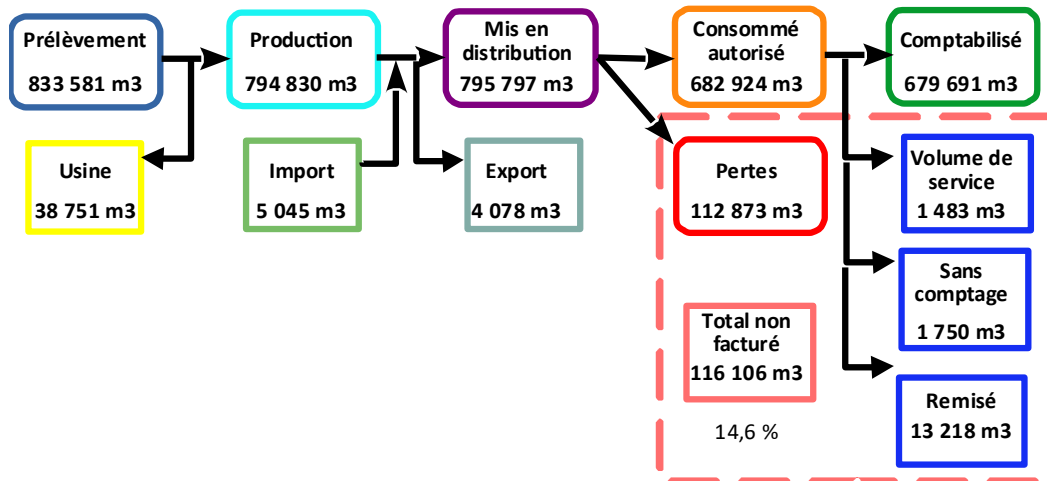 Prélèvement
833 581 m3
Production
794 830 m3
Mis en
distribution
795 797 m3
Consommé
autorisé
682 924 m3
Comptabilisé
679 691 m3
Usine
38 751 m3
Import
5 045 m3
Export
4 078 m3
Pertes
112 873 m3
Volume de
service
1 483 m3
Sans
comptage
1 750 m3
Total non
facturé
116 106 m3
14,6 %
Remisé
13 218 m3